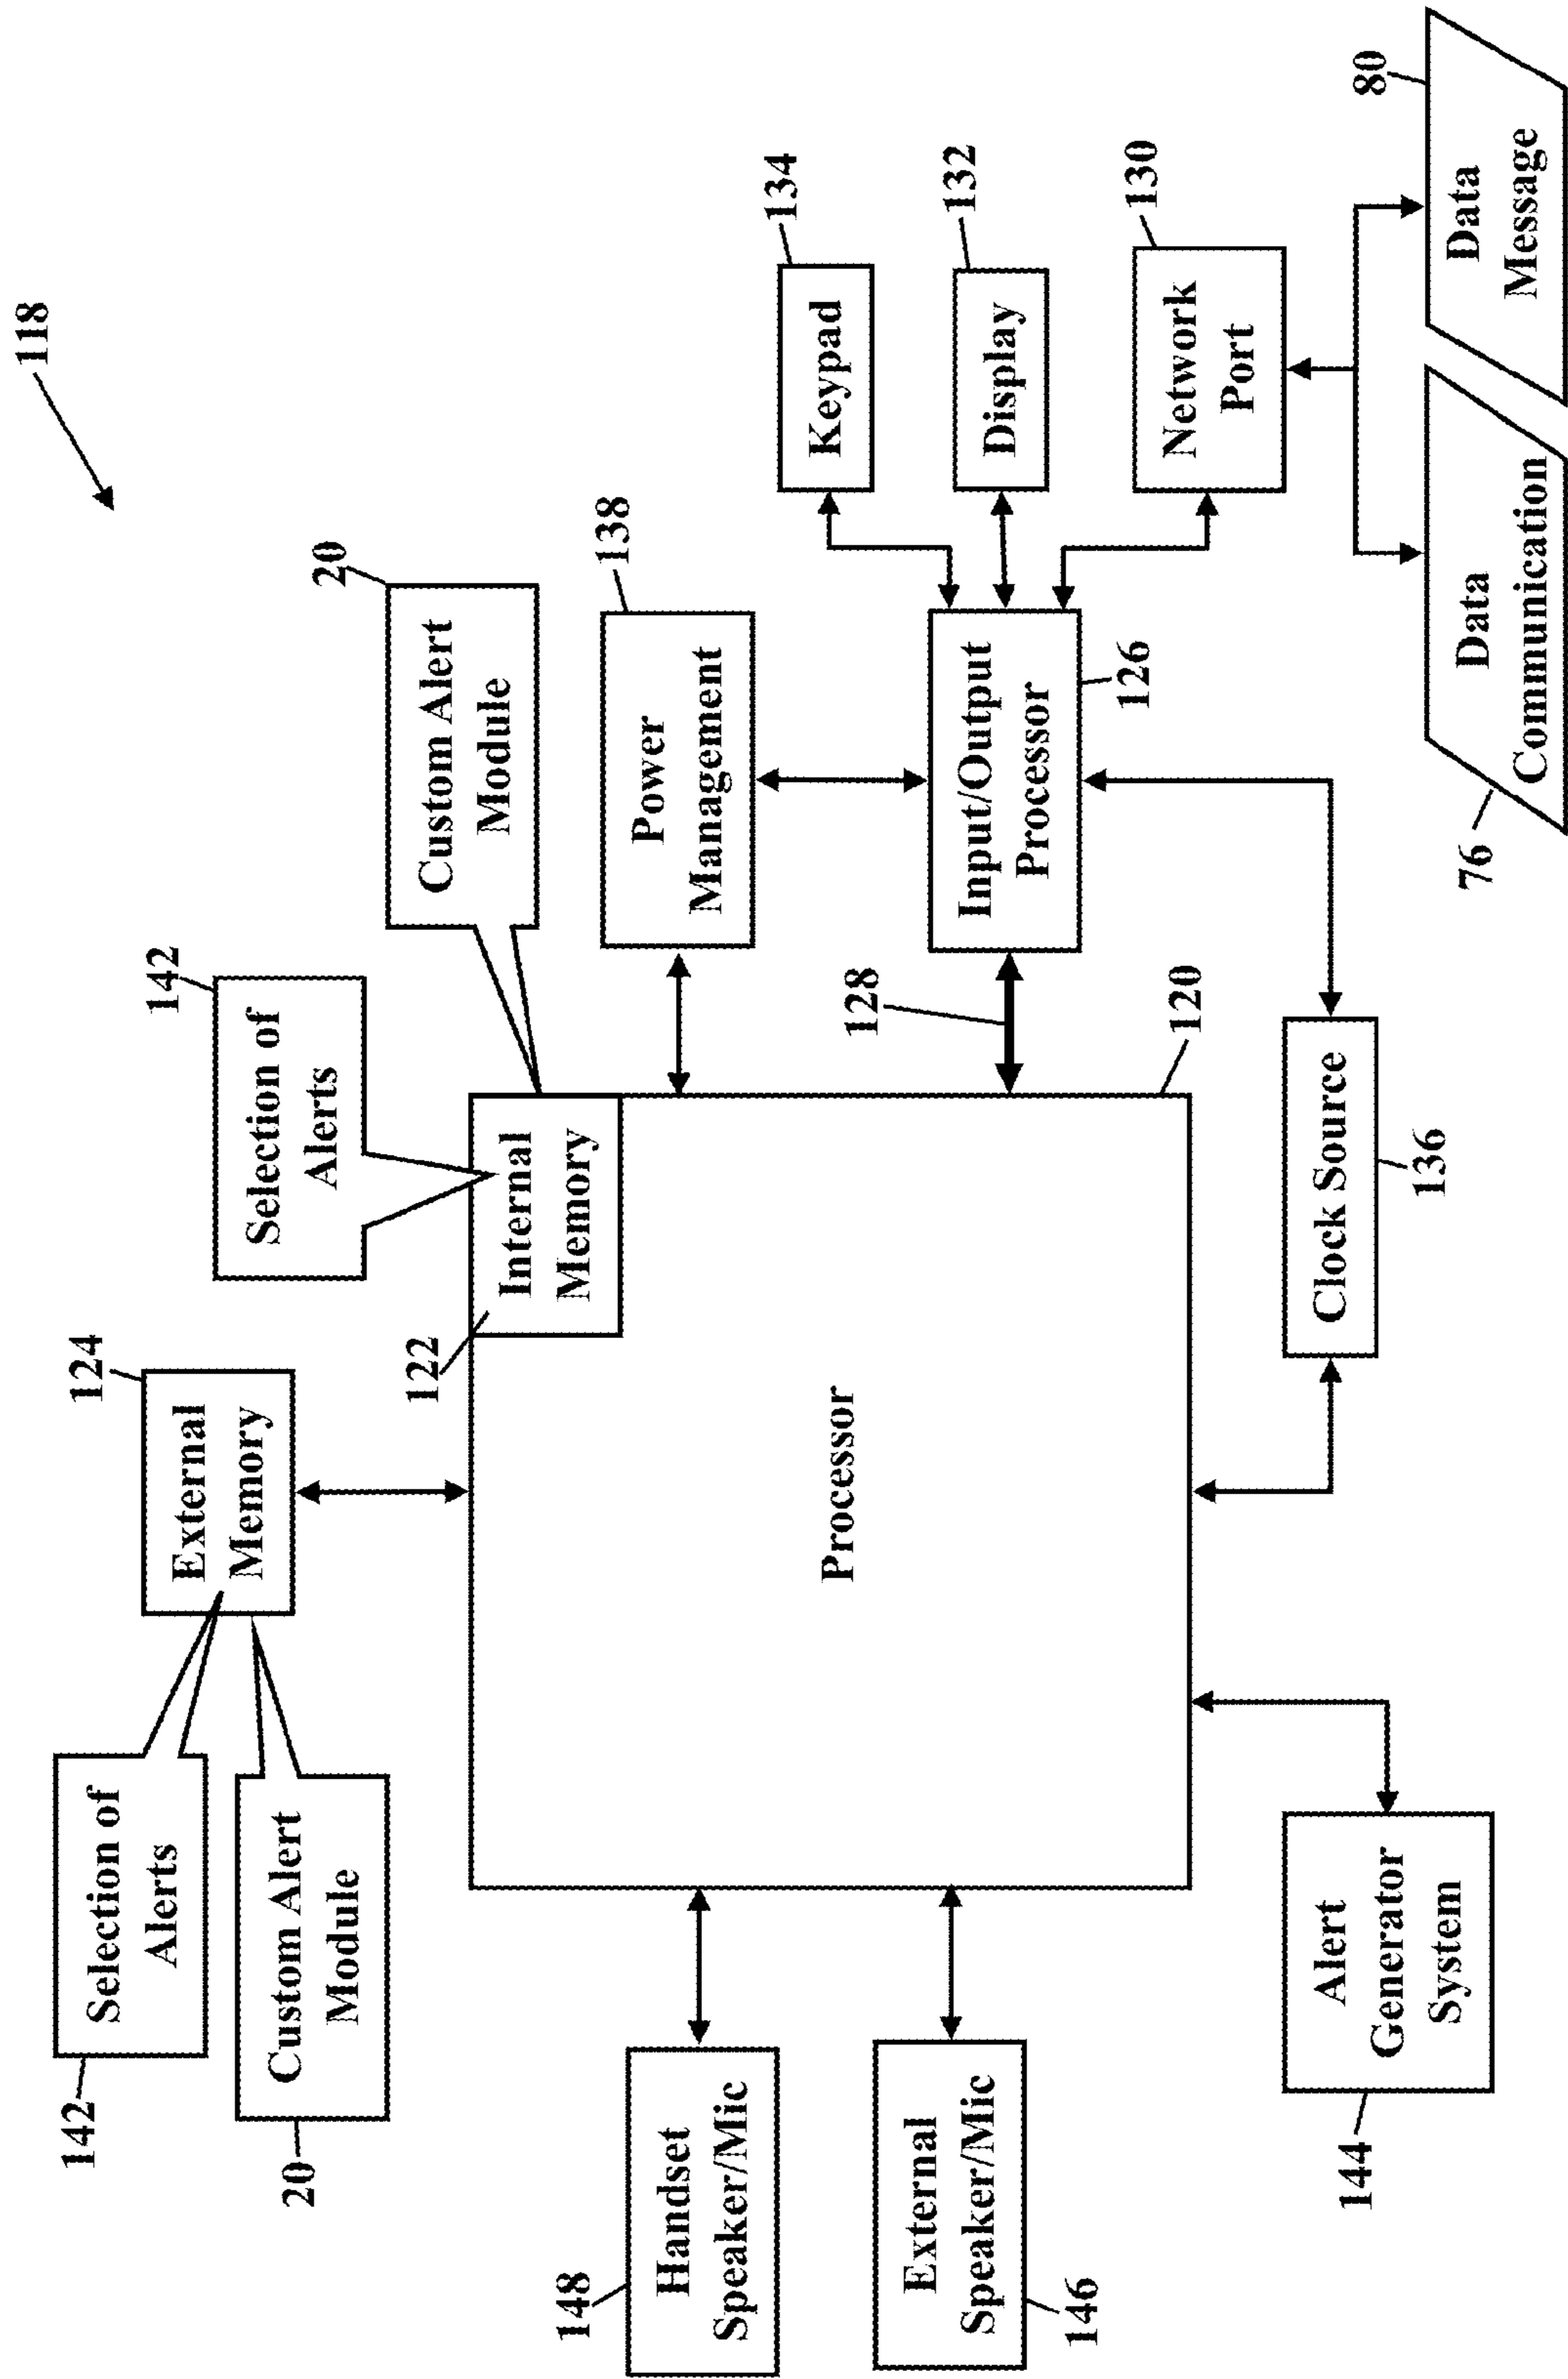 118
142
Selection of
Alerts
20
Custom Alert
Module
124
External
Memory
142
Selection of
Alerts
20
Custom Alert
Module
122
Internal
Memory
138
Power
Management
148
Handset
Speaker/Mic
Processor
128
134
Keypad
132
Display
146
External
Speaker/Mic
Input/Output
Processor
126
120
130
Network
Port
144
Alert
Generator
System
Clock Source
136
76
Data
Communication
80
Data
Message